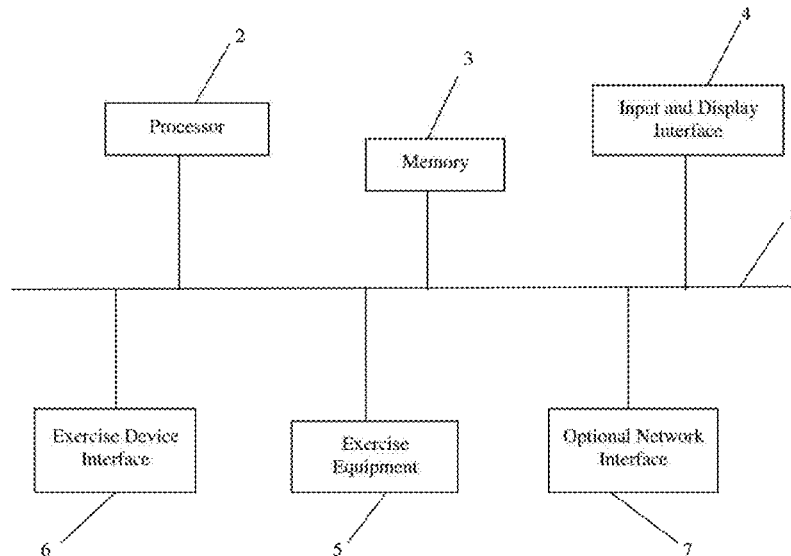 2
4
3
Processor
Input and Display
Interface
Memory
Exercise Device
Interface
Exercise
Equipment
Optional Network
Interface
6
5
7